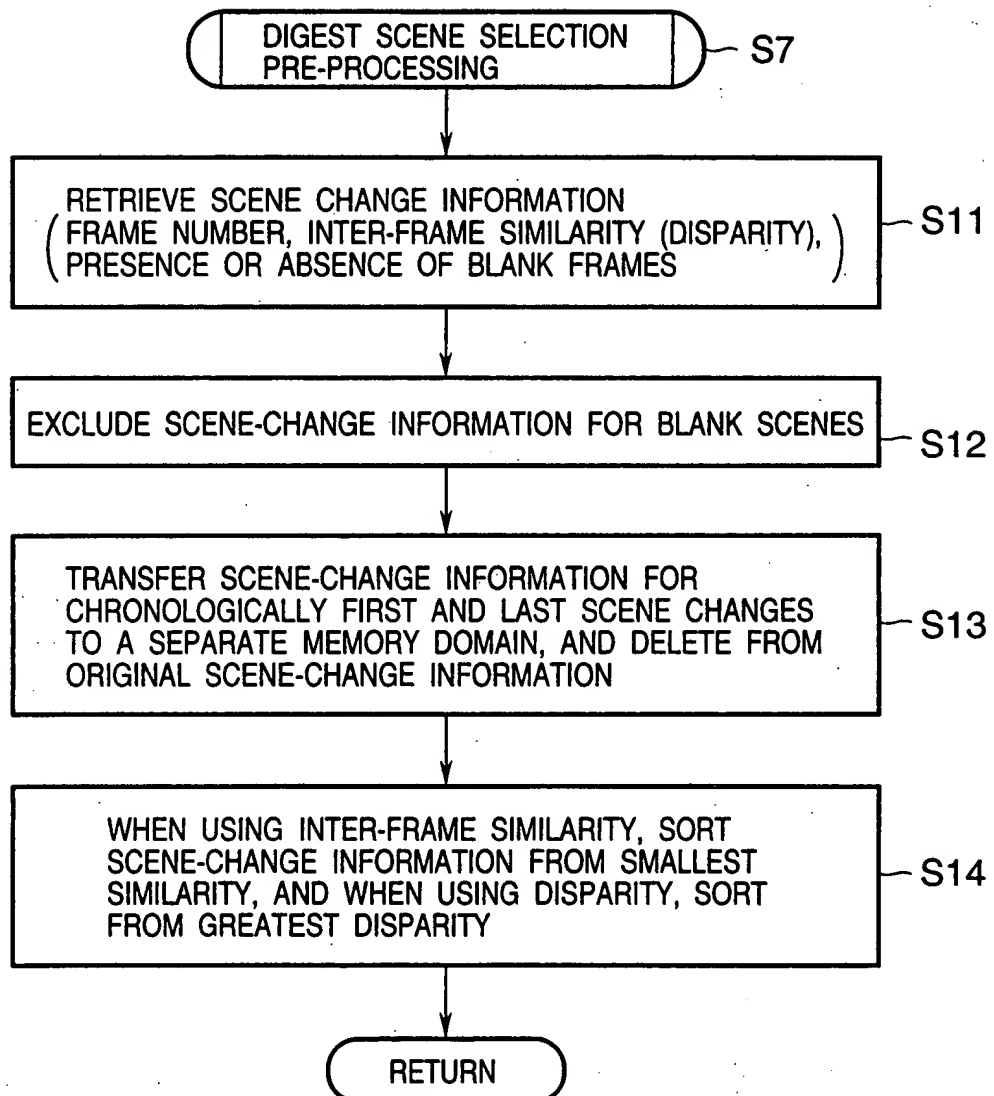 DIGEST SCENE SELECTION
PRE-PROCESSING
S7
RETRIEVE SCENE CHANGE INFORMATION
(FRAME NUMBER, INTER-FRAME SIMILARITY (DISPARITY),
PRESENCE OR ABSENCE OF BLANK FRAMES)
S11
EXCLUDE SCENE-CHANGE INFORMATION FOR BLANK SCENES
S12
TRANSFER SCENE-CHANGE INFORMATION FOR
CHRONOLOGICALLY FIRST AND LAST SCENE CHANGES
TO A SEPARATE MEMORY DOMAIN, AND DELETE FROM
ORIGINAL SCENE-CHANGE INFORMATION
S13
WHEN USING INTER-FRAME SIMILARITY, SORT
SCENE-CHANGE INFORMATION FROM SMALLEST
SIMILARITY, AND WHEN USING DISPARITY, SORT
FROM GREATEST DISPARITY
S14
RETURN